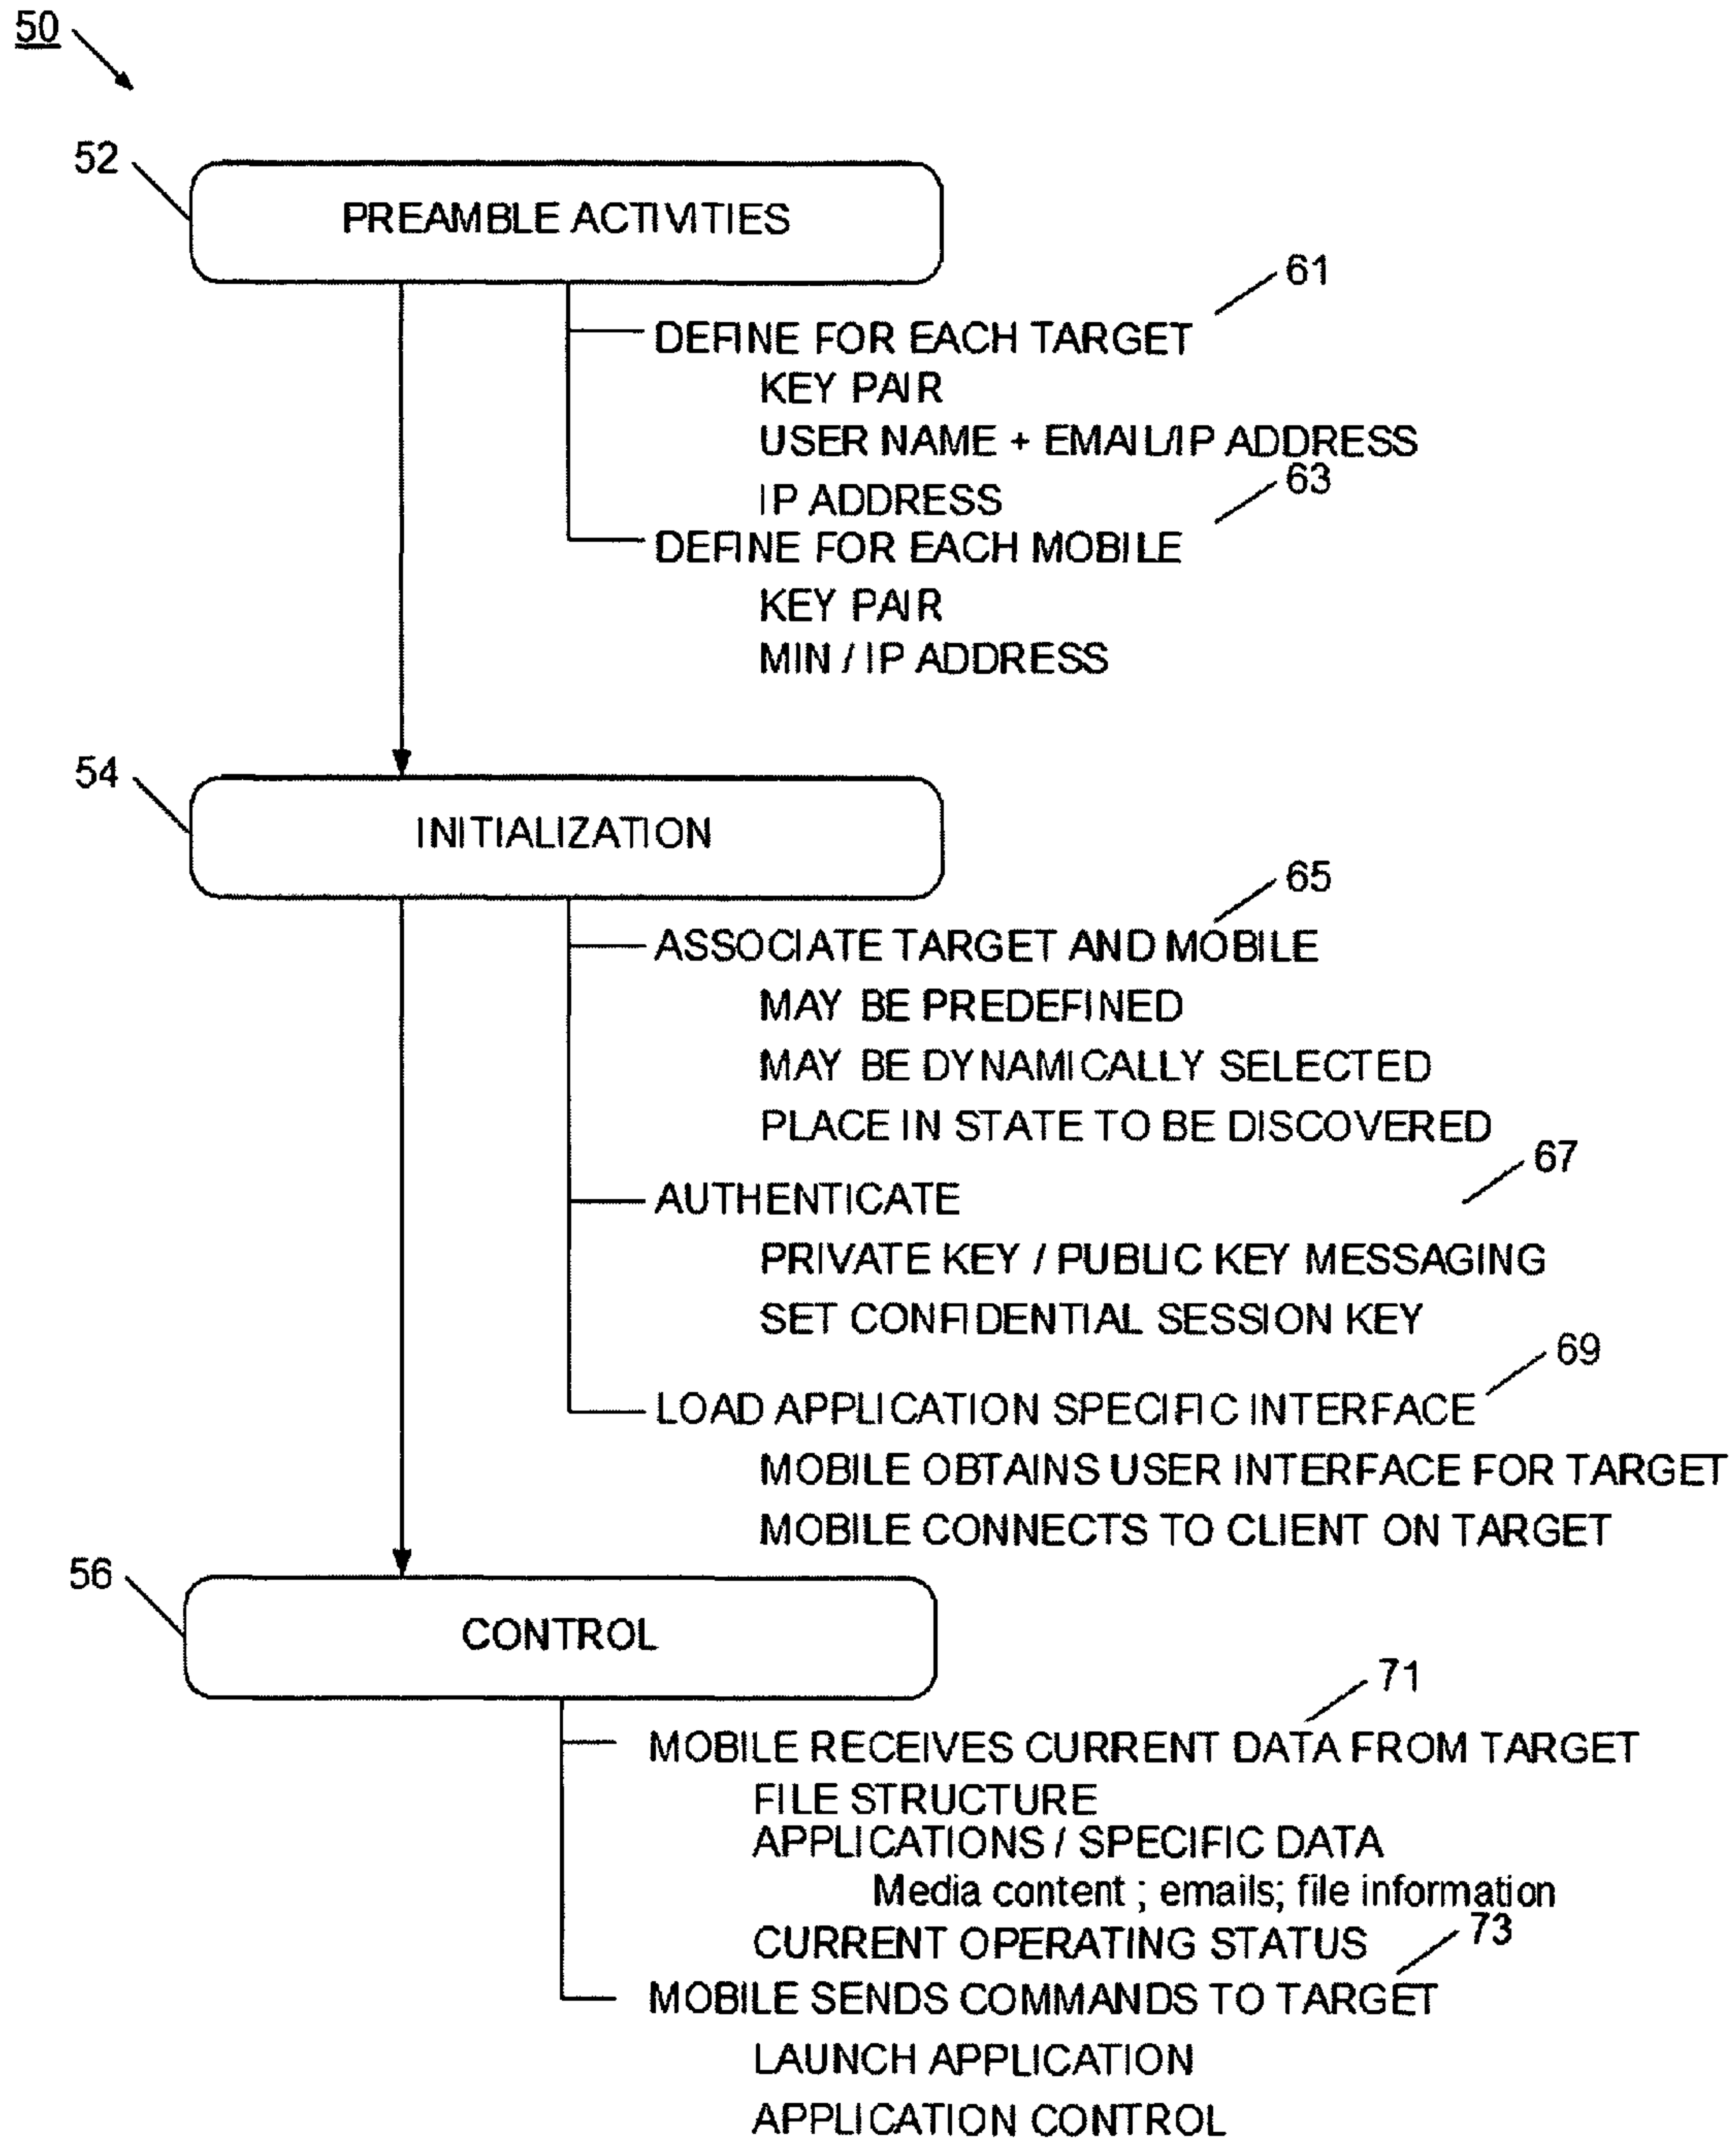 50
52
PREAMBLE ACTIVITIES
61
DEFINE FOR EACH TARGET
KEY PAIR
USER NAME + EMAIL/IP ADDRESS
IP ADDRESS
63
DEFINE FOR EACH MOBILE
KEY PAIR
MIN / IP ADDRESS
54
INITIALIZATION
65
ASSOCIATE TARGET AND MOBILE
MAY BE PREDEFINED
MAY BE DYNAMICALLY SELECTED
PLACE IN STATE TO BE DISCOVERED
67
AUTHENTICATE
PRIVATE KEY / PUBLIC KEY MESSAGING
SET CONFIDENTIAL SESSION KEY
69
LOAD APPLICATION SPECIFIC INTERFACE
MOBILE OBTAINS USER INTERFACE FOR TARGET
MOBILE CONNECTS TO CLIENT ON TARGET
56
CONTROL
71
MOBILE RECEIVES CURRENT DATA FROM TARGET
FILE STRUCTURE
APPLICATIONS / SPECIFIC DATA
Media content ; emails; file information
CURRENT OPERATING STATUS
73
MOBILE SENDS COMMANDS TO TARGET
LAUNCH APPLICATION
APPLICATION CONTROL